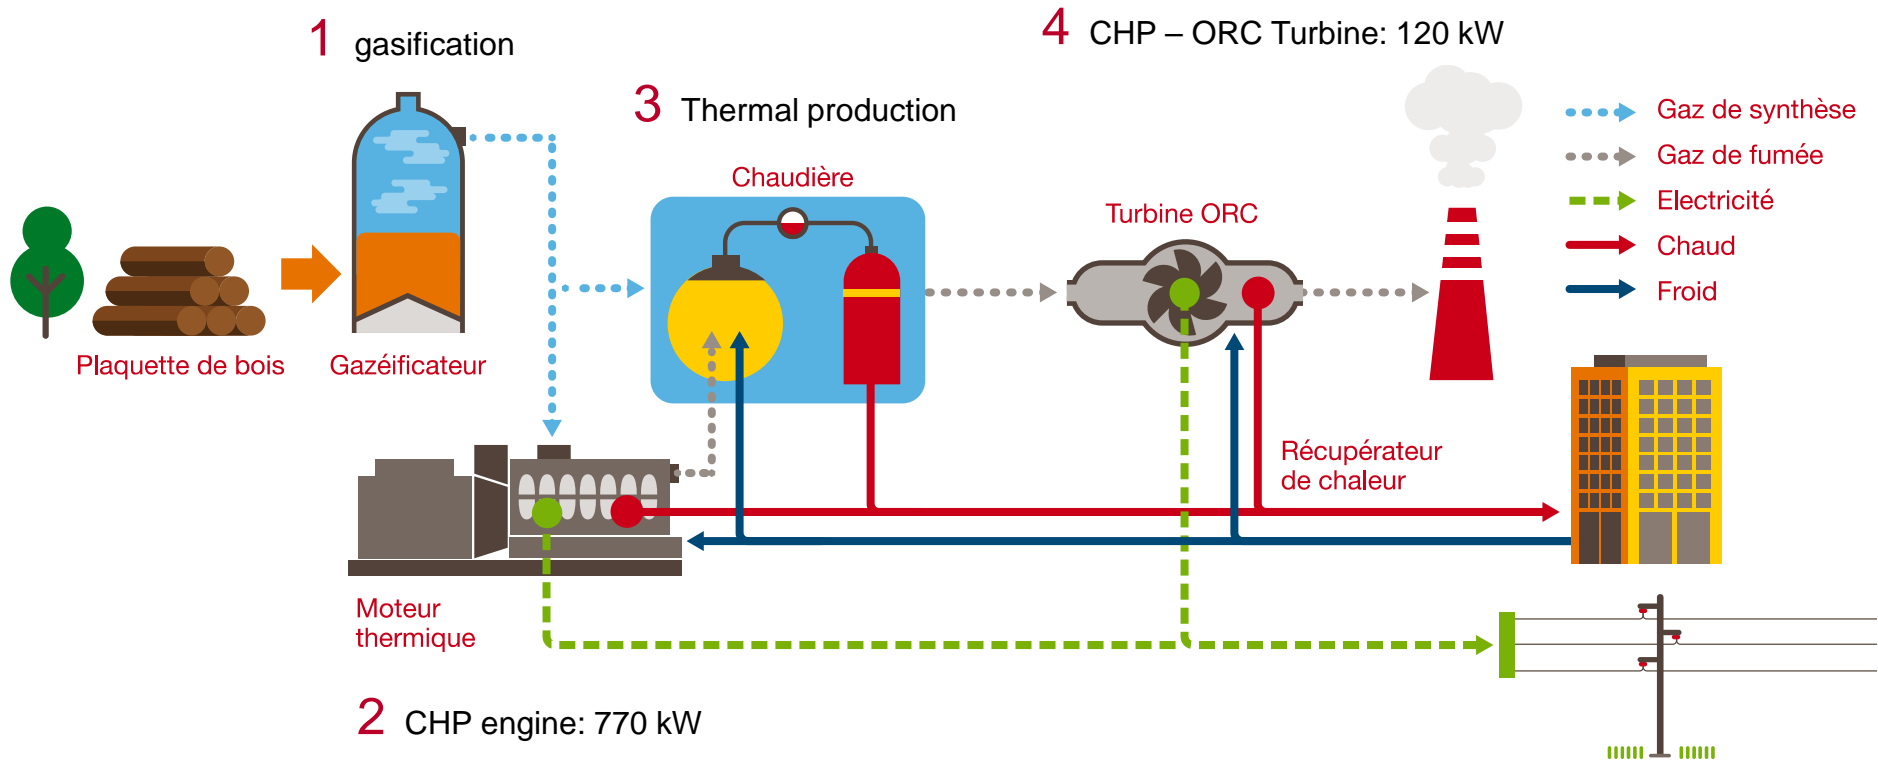 1 gasification
4 CHP – ORC Turbine: 120 kW
3 Thermal production
Gaz de synthèse
Gaz de fumée
Electricité
Chaud
Froid
Chaudière
Turbine ORC
Plaquette de bois
Gazéificateur
Récupérateur
de chaleur
Moteur
thermique
2 CHP engine: 770 kW